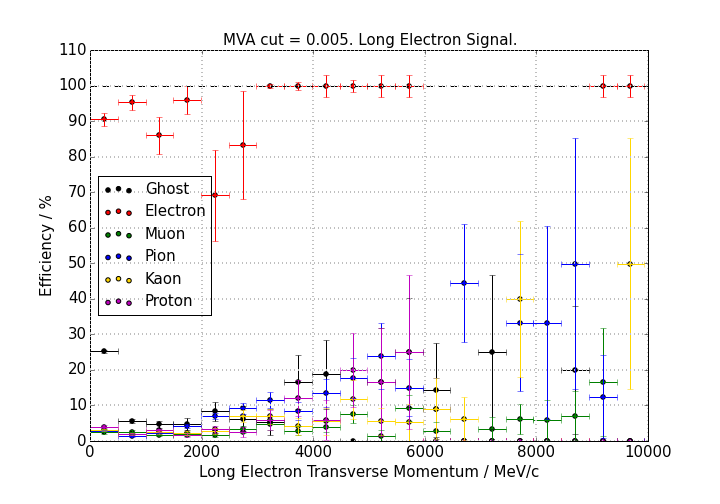 MVA cut = 0.005. Long Electron Signal.
110
100
90
80
70
60
50
40
30
20
10
0
Efficiency / %
Ghost
Electron
Muon
Pion
Kaon
Proton
0 2000 4000 6000 8000 10000
Long Electron Transverse Momentum / MeV/c